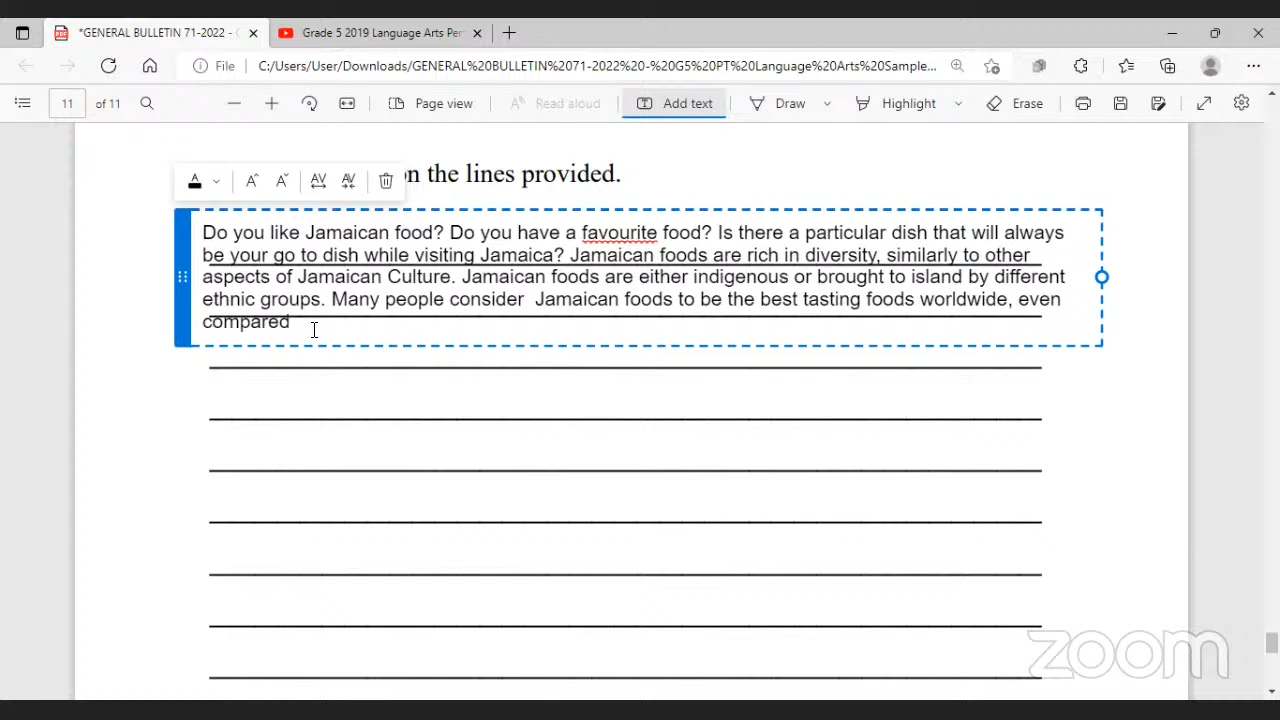 *GENERAL BULLETIN 71-2022 -
Grade 5 2019 Language Arts Per
File
C:/Users/User/Downloads/GENERAL%20BULLETIN%2071-2022%20-%20G5%20PT%20Language%20Arts%20Sample...
11 of 11
Page view
Read aloud
Add text
Draw
Highlight
Erase
on the lines provided.
Do you like Jamaican food? Do you have a favourite food? Is there a particular dish that will always
be your go to dish while visiting Jamaica? Jamaican foods are rich in diversity, similarly to other
aspects of Jamaican Culture. Jamaican foods are either indigenous or brought to island by different
ethnic groups. Many people consider  Jamaican foods to be the best tasting foods worldwide, even
compared
zoom